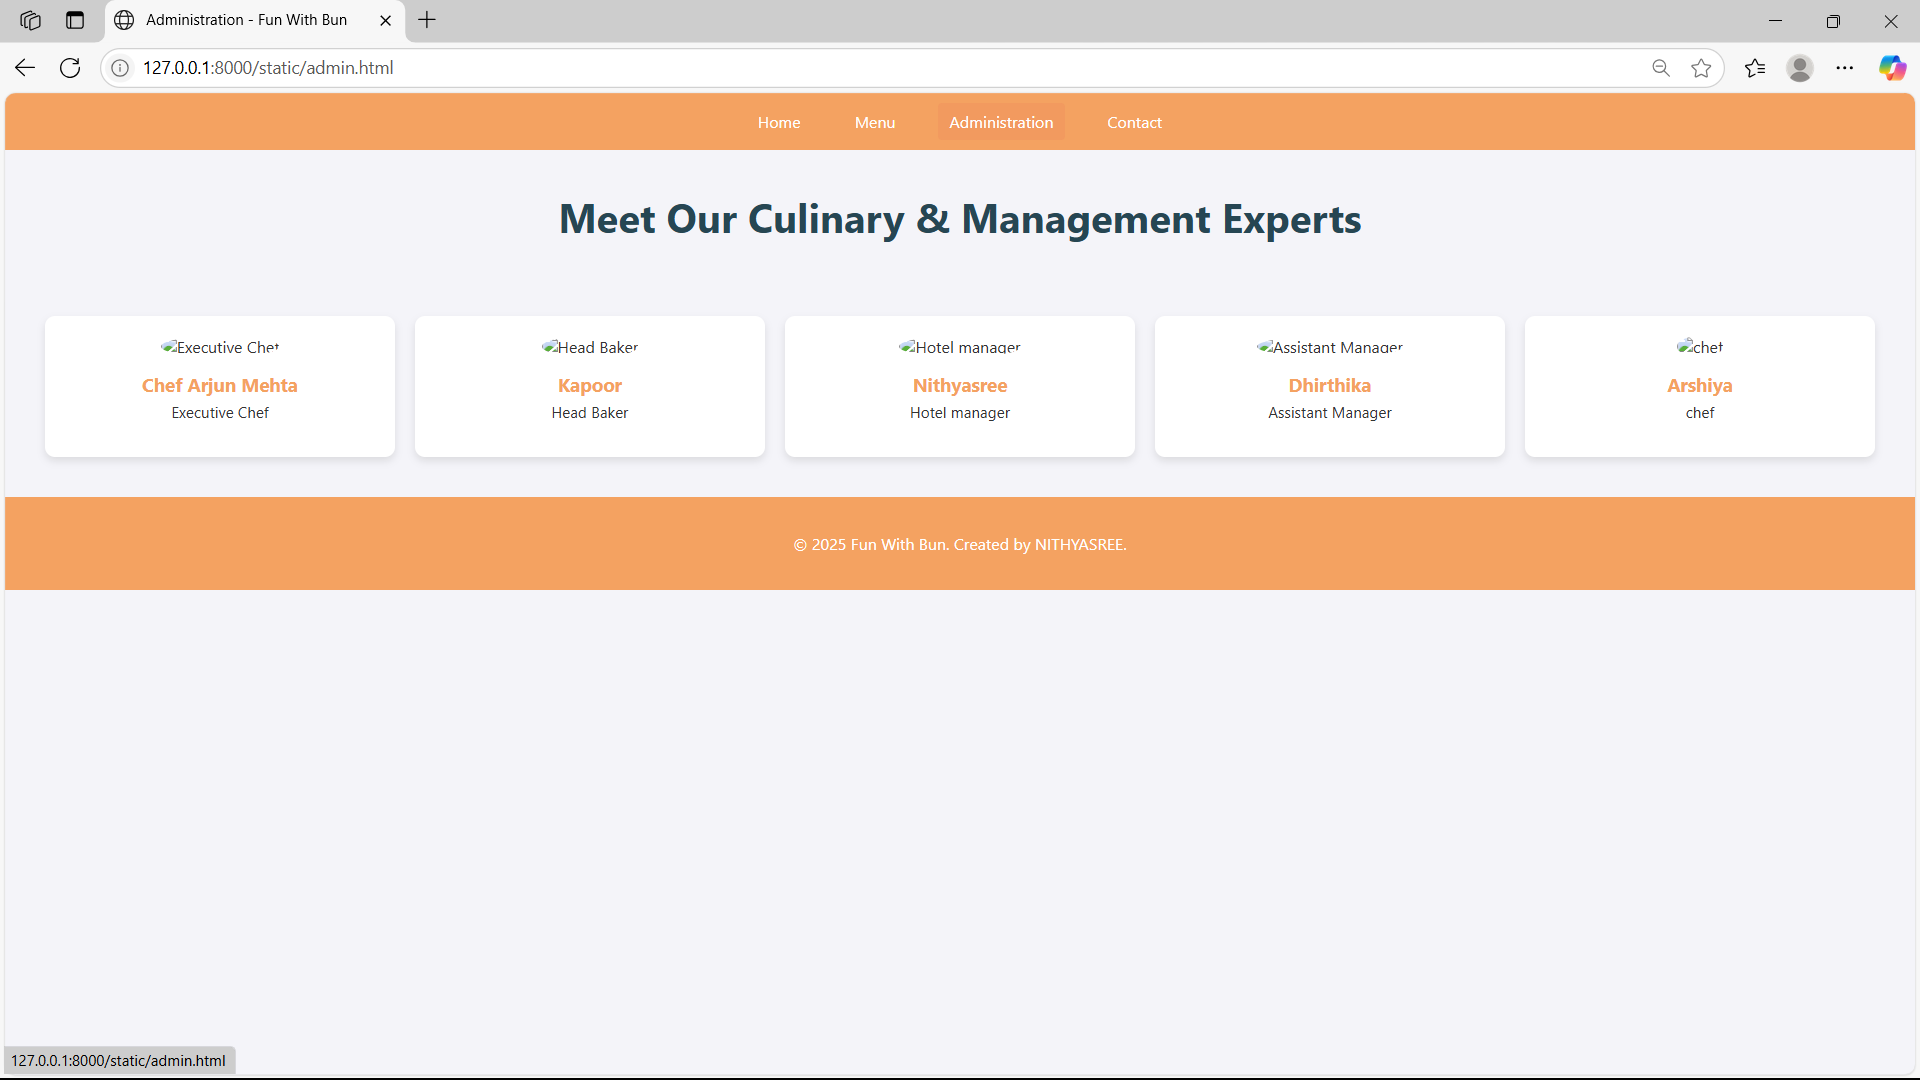 Administration - Fun With Bun
127.0.0.1:8000/static/admin.html
Home Menu Administration Contact
Meet Our Culinary & Management Experts
Executive Chef
Chef Arjun Mehta
Executive Chef
Head Baker
Kapoor
Head Baker
Hotel manager
Nithyasree
Hotel manager
Assistant Manager
Dhirthika
Assistant Manager
chef
Arshiya
chef
© 2025 Fun With Bun. Created by NITHYASREE.
127.0.0.1:8000/static/admin.html